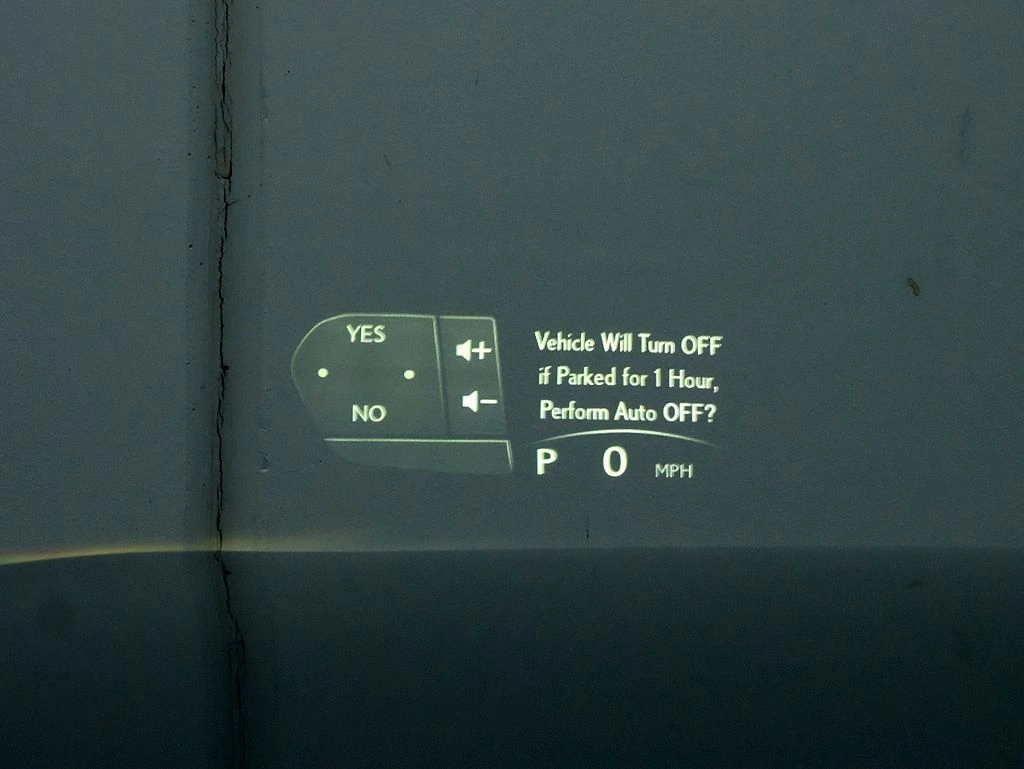 YES
NO
+
-
Vehicle Will Turn OFF
if Parked for 1 Hour,
Perform Auto OFF?
P 0 MPH